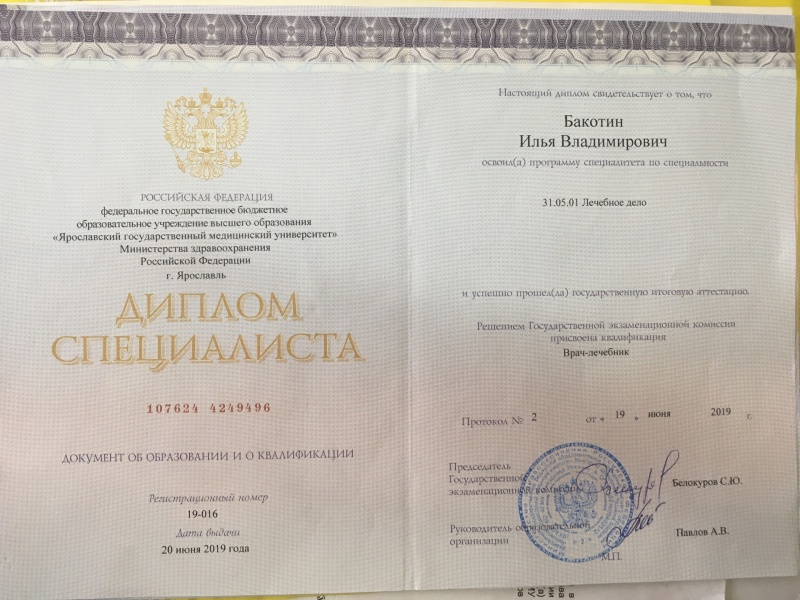 РОССИЙСКАЯ ФЕДЕРАЦИЯ
федеральное государственное бюджетное
образовательное учреждение высшего образования
«Ярославский государственный медицинский университет»
Министерства здравоохранения
Российской Федерации
г. Ярославль
ДИПЛОМ
СПЕЦИАЛИСТА
107624 4249496
ДОКУМЕНТ ОБ ОБРАЗОВАНИИ И О КВАЛИФИКАЦИИ
Регистрационный номер
19-016
Дата выдачи
20 июня 2019 года
Настоящий диплом свидетельствует о том, что
Бакотин
Илья Владимирович
освоил(а) программу специалитета по специальности
31.05.01 Лечебное дело
и успешно прошел(ла) государственную итоговую аттестацию.
Решением Государственной экзаменационной комиссии
присвоена квалификация
Врач-лечебник
Протокол № 2 от « 19 » июня 2019 г.
Председатель
Государственной
экзаменационной комиссии Белокуров С.Ю.
Руководитель образовательной
организации Павлов А.В.
М.П.